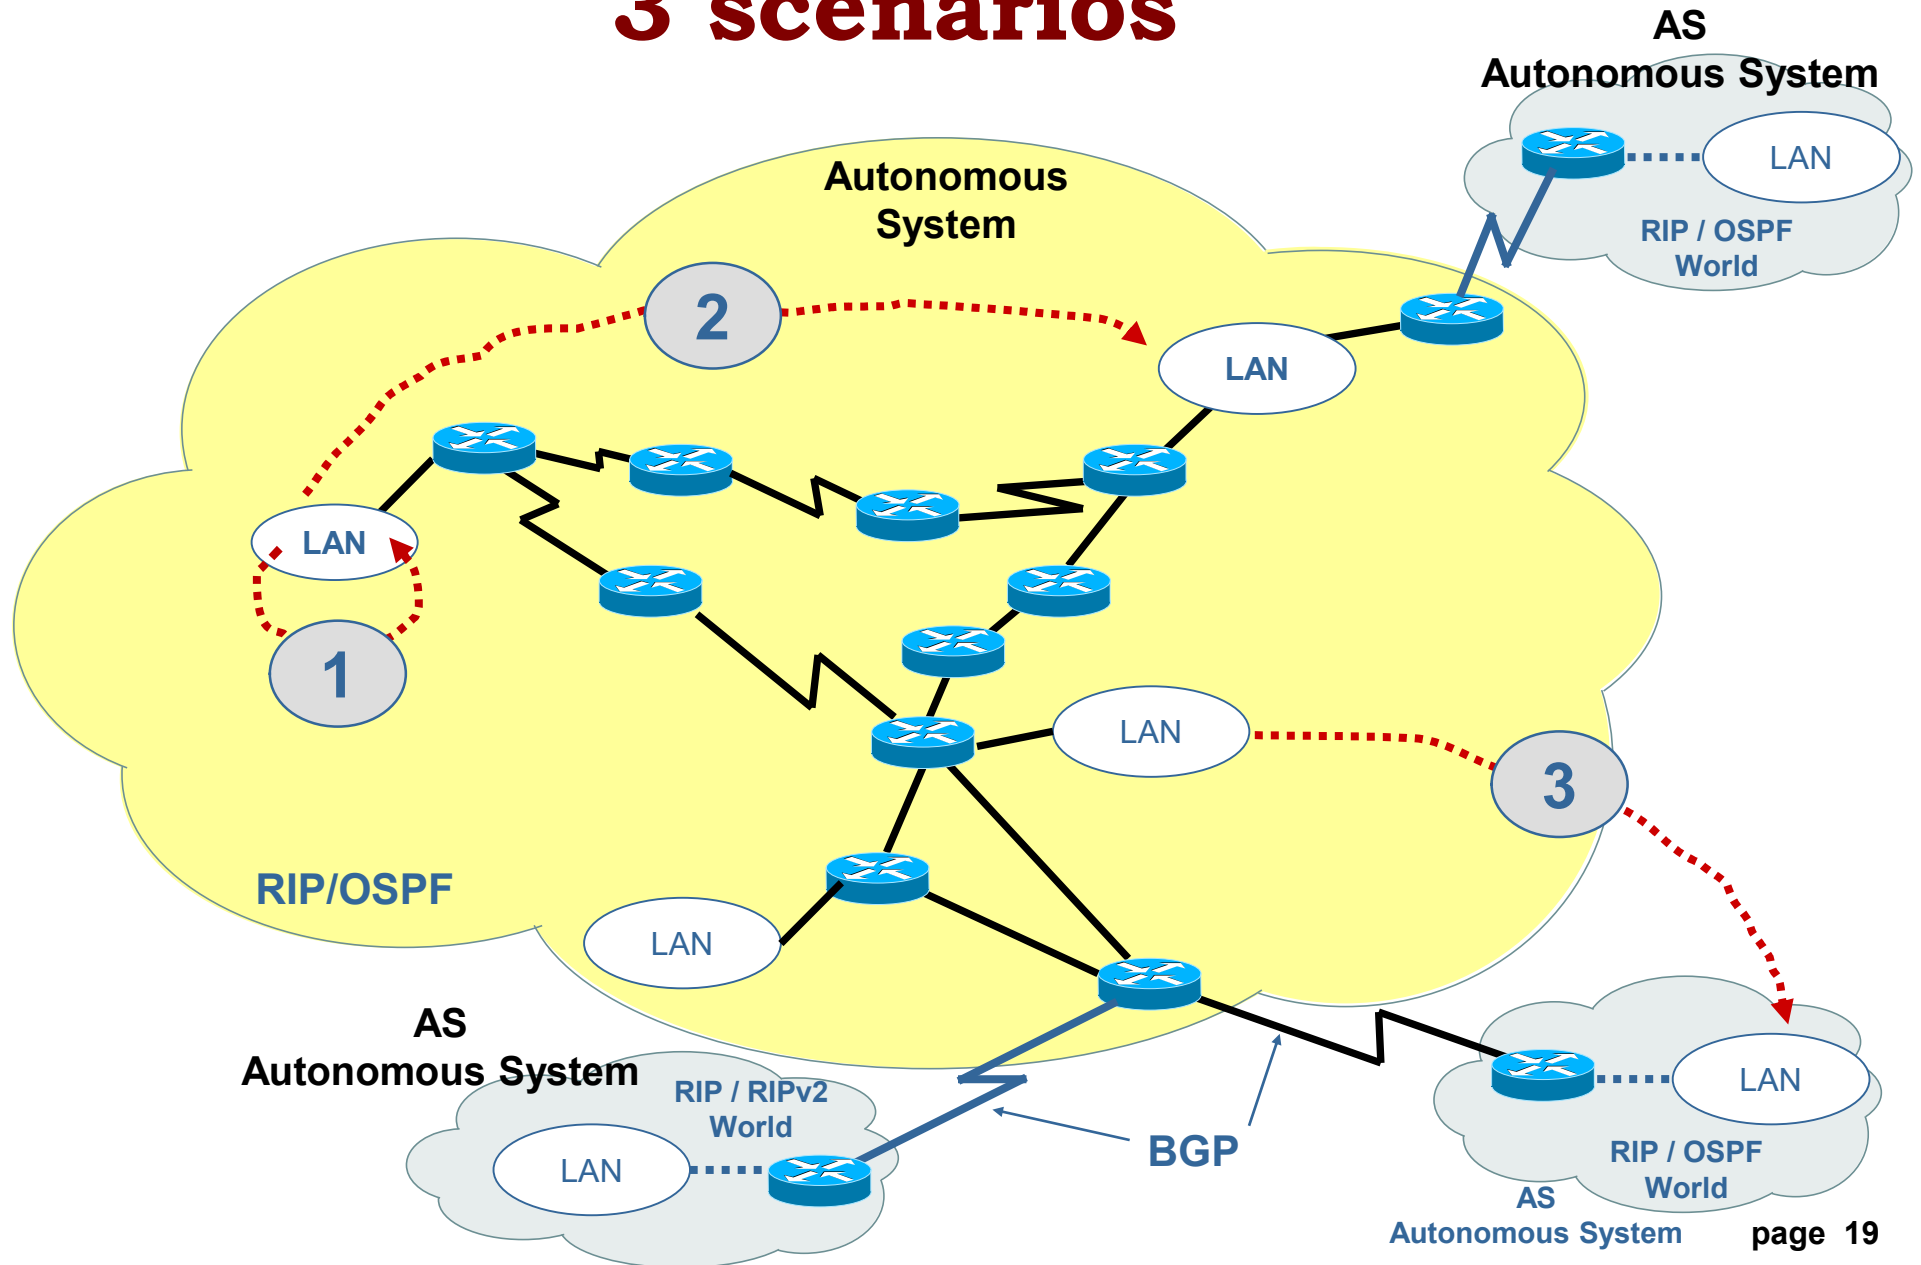 3 scenarios
AS
Autonomous System
LAN
RIP / OSPF
World
Autonomous
System
2
LAN
LAN
1
LAN
3
RIP/OSPF
LAN
AS
Autonomous System
RIP / RIPv2
World
LAN
BGP
LAN
RIP / OSPF
World
AS
Autonomous System
page 19